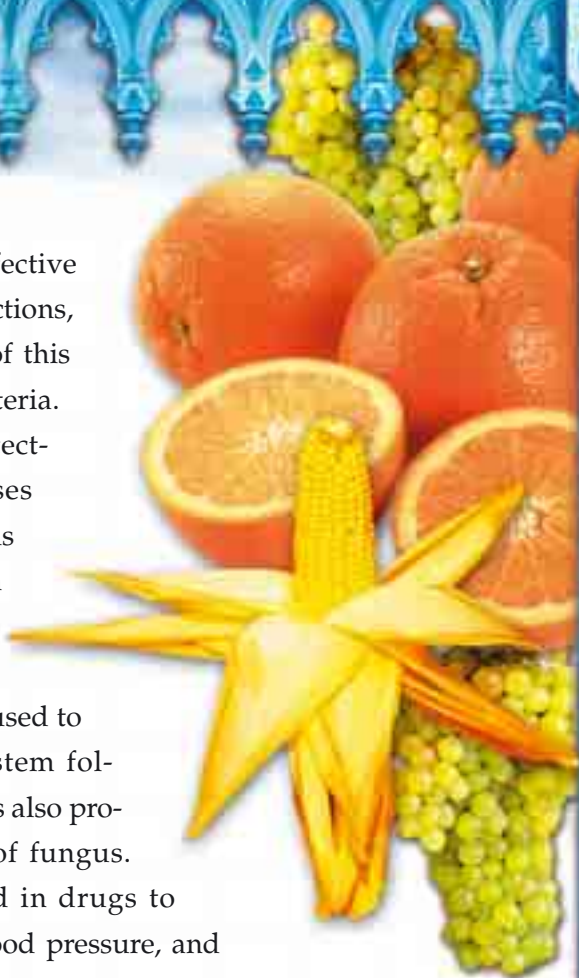 fective
ctions,
of this
teria.
ect-
ses
s
used to
stem fol-
s also pro-
of fungus.
d in drugs to
ood pressure, and